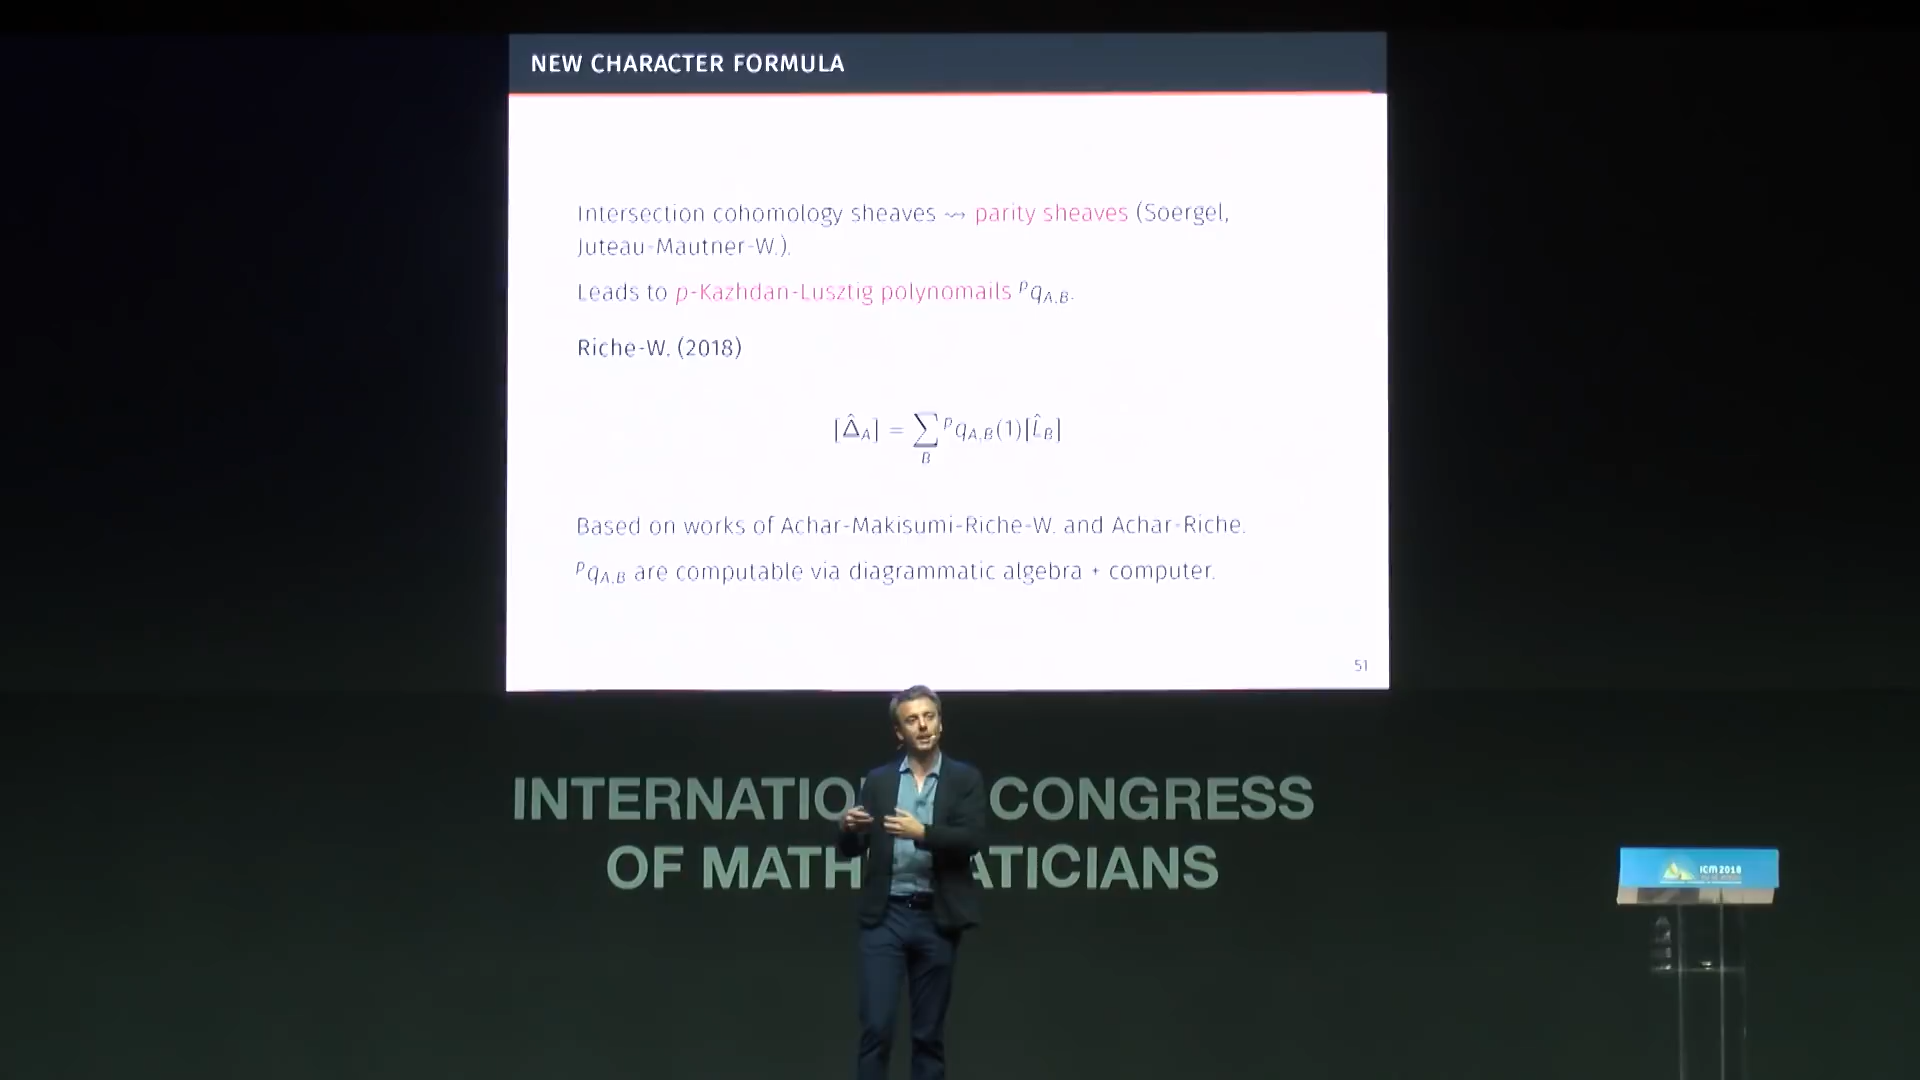 NEW CHARACTER FORMULA
Intersection cohomology sheaves ⇝ parity sheaves (Soergel,
Juteau-Mautner-W.).
Leads to p-Kazhdan-Lusztig polynomails ᵖq_{A,B}.
Riche-W. (2018)
[Δ̂_A] = ∑_B ᵖq_{A,B}(1)[L̂_B]
Based on works of Achar-Makisumi-Riche-W. and Achar-Riche.
ᵖq_{A,B} are computable via diagrammatic algebra + computer.
51
INTERNATIO CONGRESS
OF MATH ATICIANS
ICM 2018